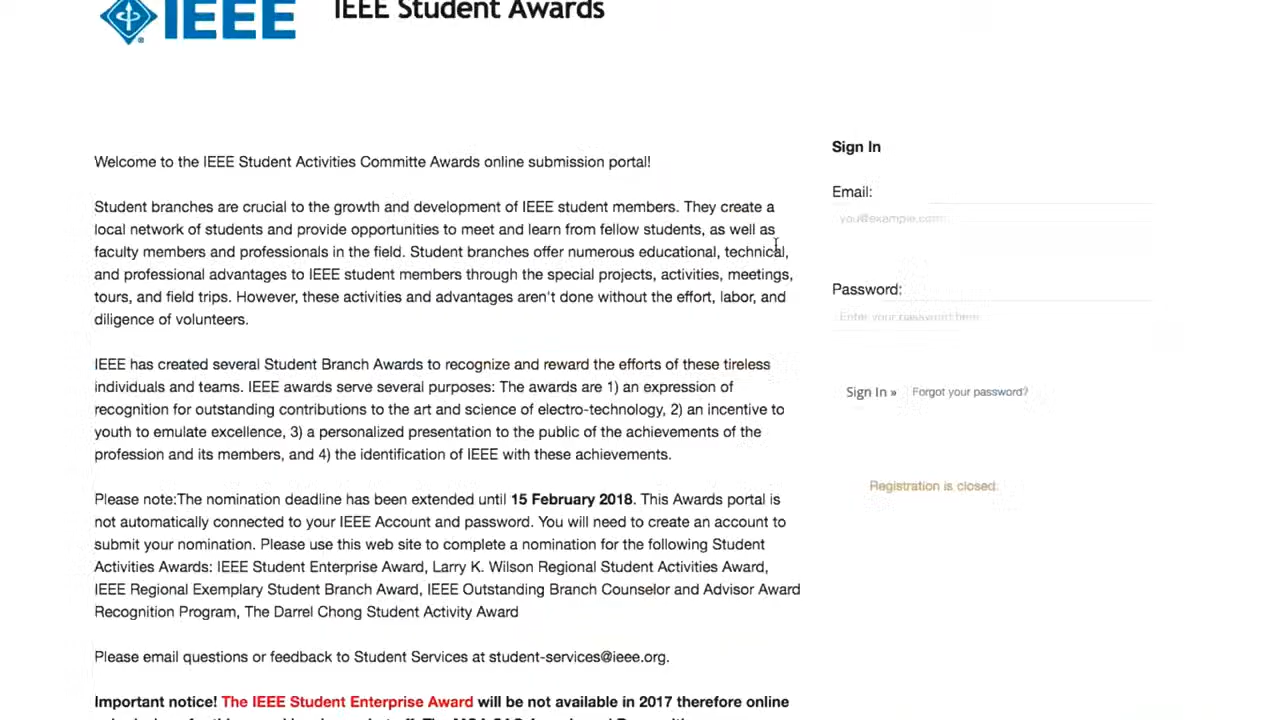 IEEE
IEEE Student Awards
Welcome to the IEEE Student Activities Committe Awards online submission portal!
Student branches are crucial to the growth and development of IEEE student members. They create a
local network of students and provide opportunities to meet and learn from fellow students, as well as
faculty members and professionals in the field. Student branches offer numerous educational, technical,
and professional advantages to IEEE student members through the special projects, activities, meetings,
tours, and field trips. However, these activities and advantages aren't done without the effort, labor, and
diligence of volunteers.
IEEE has created several Student Branch Awards to recognize and reward the efforts of these tireless
individuals and teams. IEEE awards serve several purposes: The awards are 1) an expression of
recognition for outstanding contributions to the art and science of electro-technology, 2) an incentive to
youth to emulate excellence, 3) a personalized presentation to the public of the achievements of the
profession and its members, and 4) the identification of IEEE with these achievements.
Please note:The nomination deadline has been extended until 15 February 2018. This Awards portal is
not automatically connected to your IEEE Account and password. You will need to create an account to
submit your nomination. Please use this web site to complete a nomination for the following Student
Activities Awards: IEEE Student Enterprise Award, Larry K. Wilson Regional Student Activities Award,
IEEE Regional Exemplary Student Branch Award, IEEE Outstanding Branch Counselor and Advisor Award
Recognition Program, The Darrel Chong Student Activity Award
Please email questions or feedback to Student Services at student-services@ieee.org.
Important notice! The IEEE Student Enterprise Award will be not available in 2017 therefore online
Sign In
Email:
you@example.com
Password:
Enter your password here
Sign In »
Forgot your password?
Registration is closed.